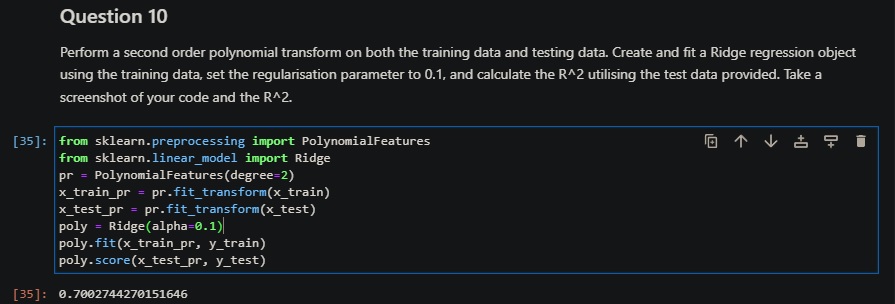 Question 10
Perform a second order polynomial transform on both the training data and testing data. Create and fit a Ridge regression object
using the training data, set the regularisation parameter to 0.1, and calculate the R^2 utilising the test data provided. Take a
screenshot of your code and the R^2.
[35]: from sklearn.preprocessing import PolynomialFeatures
from sklearn.linear_model import Ridge
pr = PolynomialFeatures(degree=2)
x_train_pr = pr.fit_transform(x_train)
x_test_pr = pr.fit_transform(x_test)
poly = Ridge(alpha=0.1)
poly.fit(x_train_pr, y_train)
poly.score(x_test_pr, y_test)
[35]: 0.7002744270151646